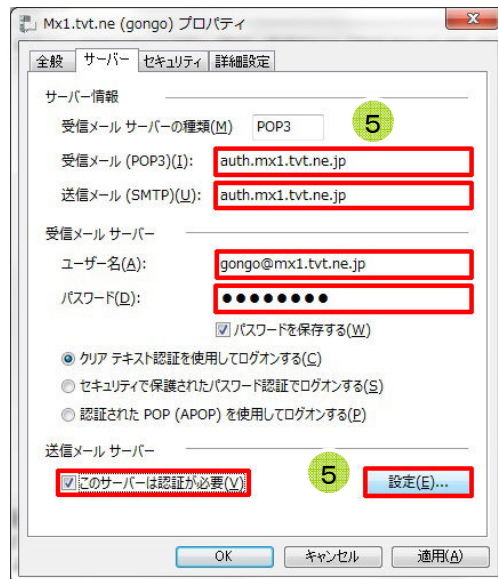 Mx1.tvt.ne (gongo) プロパティ
全般 サーバー セキュリティ 詳細設定
サーバー情報
受信メール サーバーの種類(M) POP3 5
受信メール (POP3)(I): auth.mx1.tvt.ne.jp
送信メール (SMTP)(U): auth.mx1.tvt.ne.jp
受信メール サーバー
ユーザー名(A): gongo@mx1.tvt.ne.jp
パスワード(D): ●●●●●●●●
パスワードを保存する(W)
クリア テキスト認証を使用してログオンする(C)
セキュリティで保護されたパスワード認証でログオンする(S)
認証された POP (APOP) を使用してログオンする(P)
送信メール サーバー
このサーバーは認証が必要(V) 5 設定(E)...
OK キャンセル 適用(A)